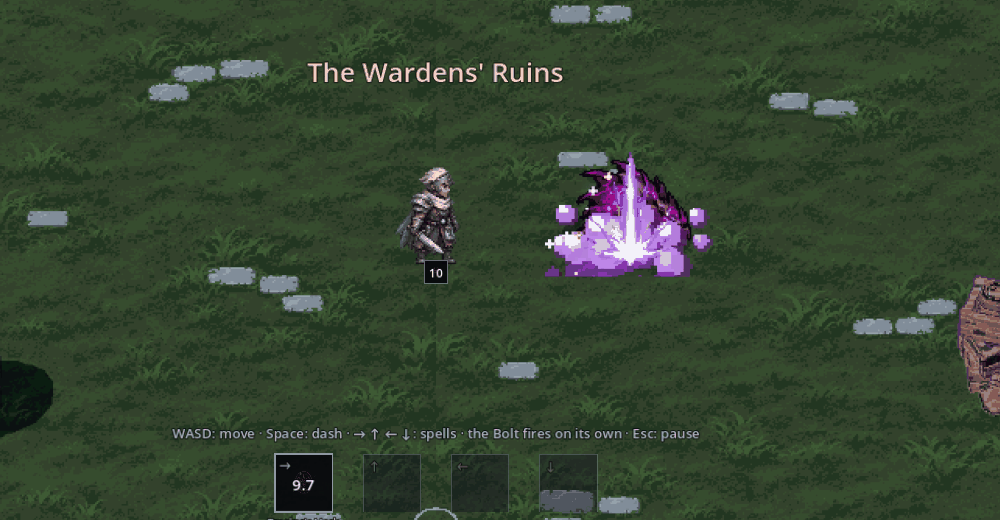 The Wardens' Ruins
10
WASD: move · Space: dash · → ↑ ← ↓: spells · the Bolt fires on its own · Esc: pause
→ ↑ ← ↓
9.7